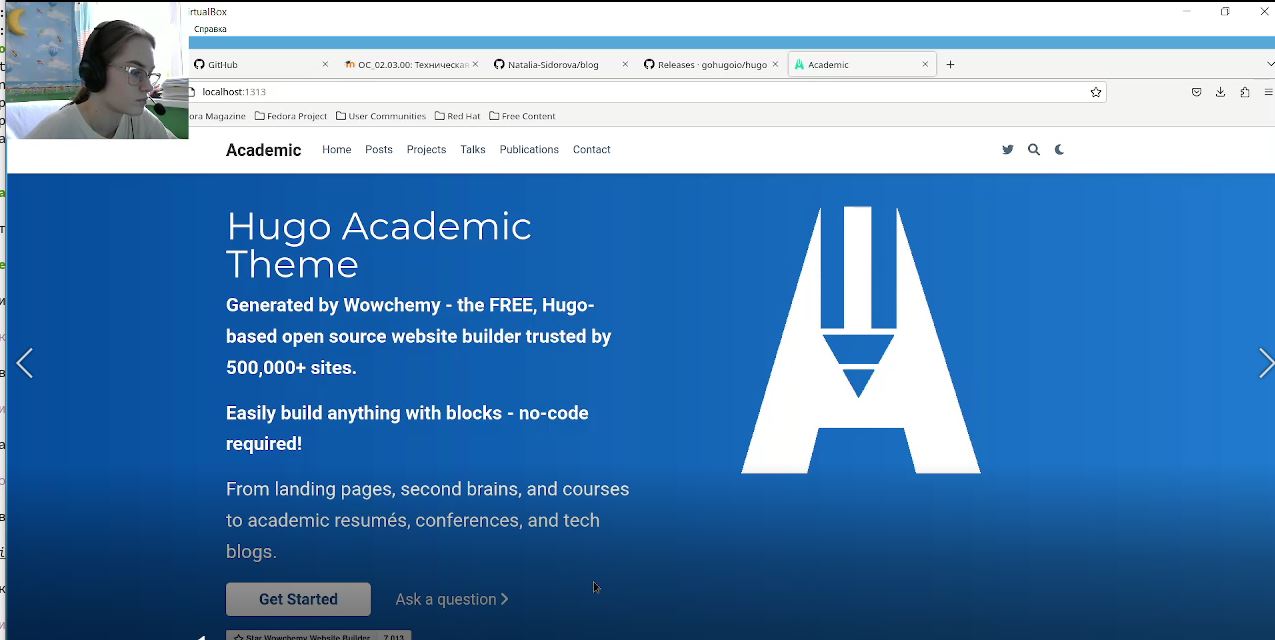 rtualBox
Справка
GitHub
ОС_02.03.00: Техническая
Natalia-Sidorova/blog
Releases · gohugoio/hugo
Academic
localhost:1313
ora Magazine
Fedora Project
User Communities
Red Hat
Free Content
Academic
Home
Posts
Projects
Talks
Publications
Contact
Hugo Academic
Theme
Generated by Wowchemy - the FREE, Hugo-
based open source website builder trusted by
500,000+ sites.
Easily build anything with blocks - no-code
required!
From landing pages, second brains, and courses
to academic resumés, conferences, and tech
blogs.
Get Started
Ask a question
Star Wowchemy Website Builder 7,013